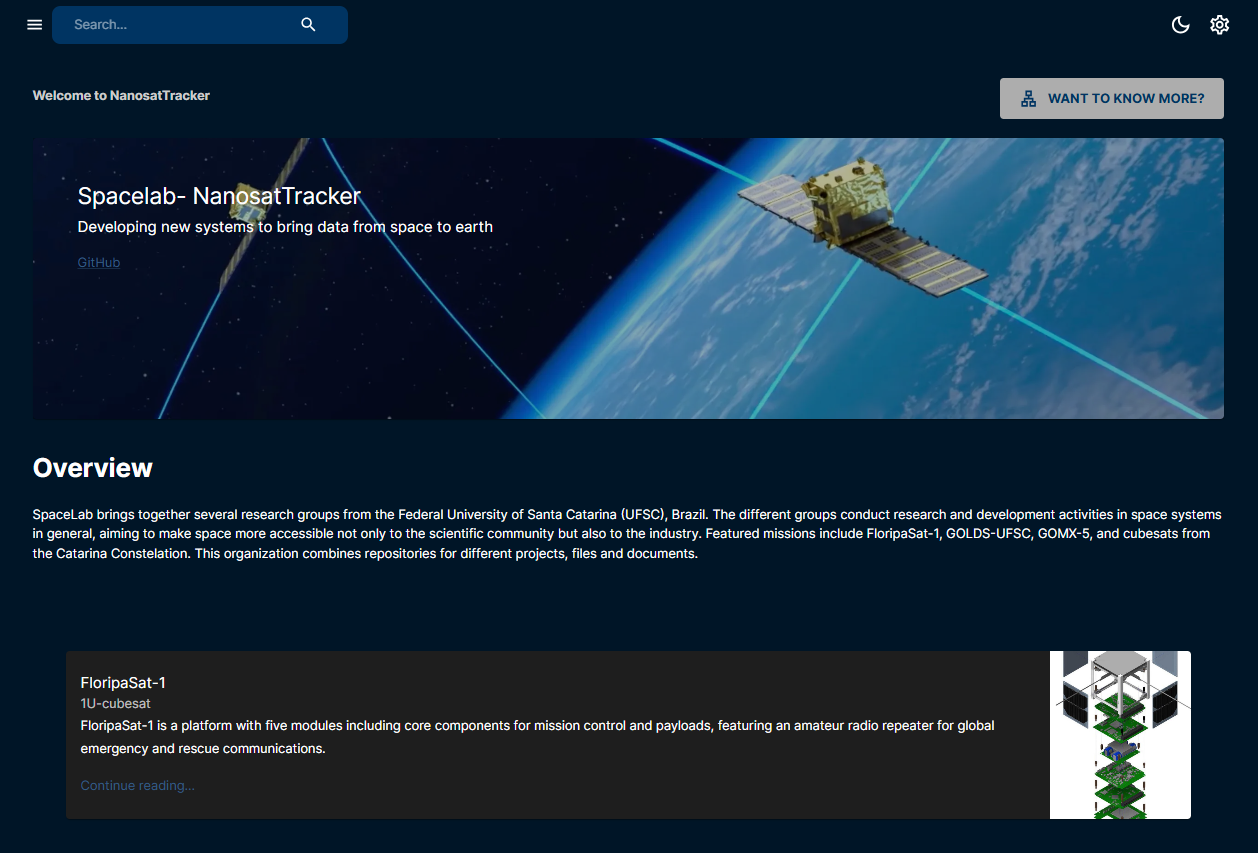 Search...
Welcome to NanosatTracker
WANT TO KNOW MORE?
Spacelab- NanosatTracker
Developing new systems to bring data from space to earth
GitHub
Overview
SpaceLab brings together several research groups from the Federal University of Santa Catarina (UFSC), Brazil. The different groups conduct research and development activities in space systems
in general, aiming to make space more accessible not only to the scientific community but also to the industry. Featured missions include FloripaSat-1, GOLDS-UFSC, GOMX-5, and cubesats from
the Catarina Constelation. This organization combines repositories for different projects, files and documents.
FloripaSat-1
1U-cubesat
FloripaSat-1 is a platform with five modules including core components for mission control and payloads, featuring an amateur radio repeater for global
emergency and rescue communications.
Continue reading...